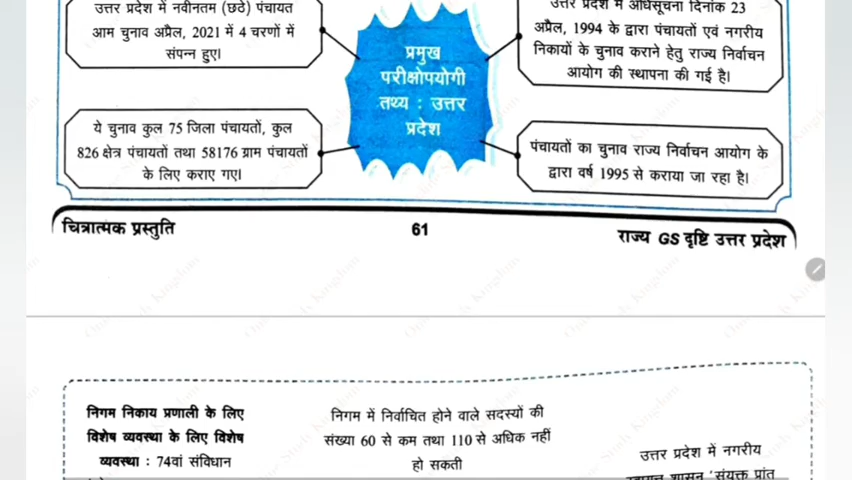 उत्तर प्रदेश में नवीनतम (छठे) पंचायत
आम चुनाव अप्रैल, 2021 में 4 चरणों में
संपन्न हुए।
उत्तर प्रदेश में अधिसूचना दिनांक 23
अप्रैल, 1994 के द्वारा पंचायतों एवं नगरीय
निकायों के चुनाव कराने हेतु राज्य निर्वाचन
आयोग की स्थापना की गई है।
प्रमुख
परीक्षोपयोगी
तथ्य : उत्तर
प्रदेश
ये चुनाव कुल 75 जिला पंचायतों, कुल
826 क्षेत्र पंचायतों तथा 58176 ग्राम पंचायतों
के लिए कराए गए।
पंचायतों का चुनाव राज्य निर्वाचन आयोग के
द्वारा वर्ष 1995 से कराया जा रहा है।
चित्रात्मक प्रस्तुति
61
राज्य GS दृष्टि उत्तर प्रदेश
निगम निकाय प्रणाली के लिए
विशेष व्यवस्था के लिए विशेष
व्यवस्था : 74वां संविधान
निगम में निर्वाचित होने वाले सदस्यों की
संख्या 60 से कम तथा 110 से अधिक नहीं
हो सकती
उत्तर प्रदेश में नगरीय
शासन 'संयुक्त प्रांत